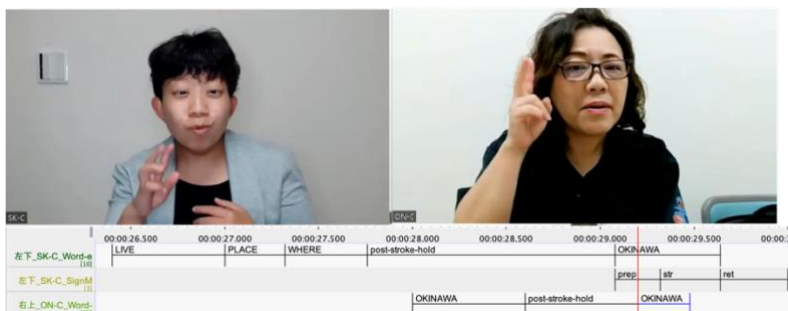 SK-C
ON-C
00:00:26.500 00:00:27.000 00:00:27.500 00:00:28.000 00:00:28.500 00:00:29.000 00:00:29.500 00:00:
左下_SK-C_Word-e LIVE PLACE WHERE post-stroke-hold OKINAWA
[10]
左下_SK-C_SignM prep str ret
右上_ON-C_Word- OKINAWA post-stroke-hold OKINAWA